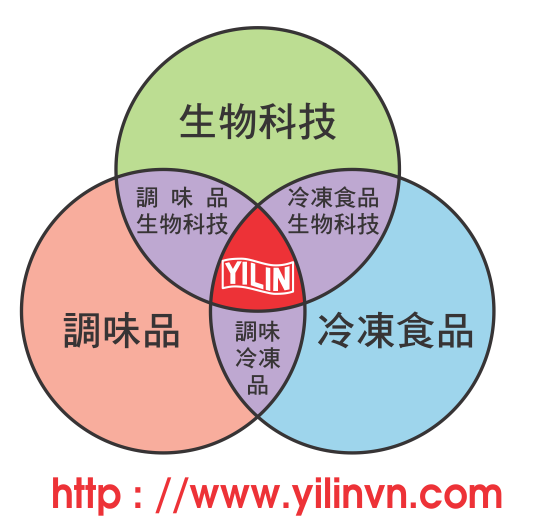 生物科技
調味品
生物科技
冷凍食品
生物科技
YILIN
調味品
調味
冷凍
品
冷凍食品
http : //www.yilinvn.com